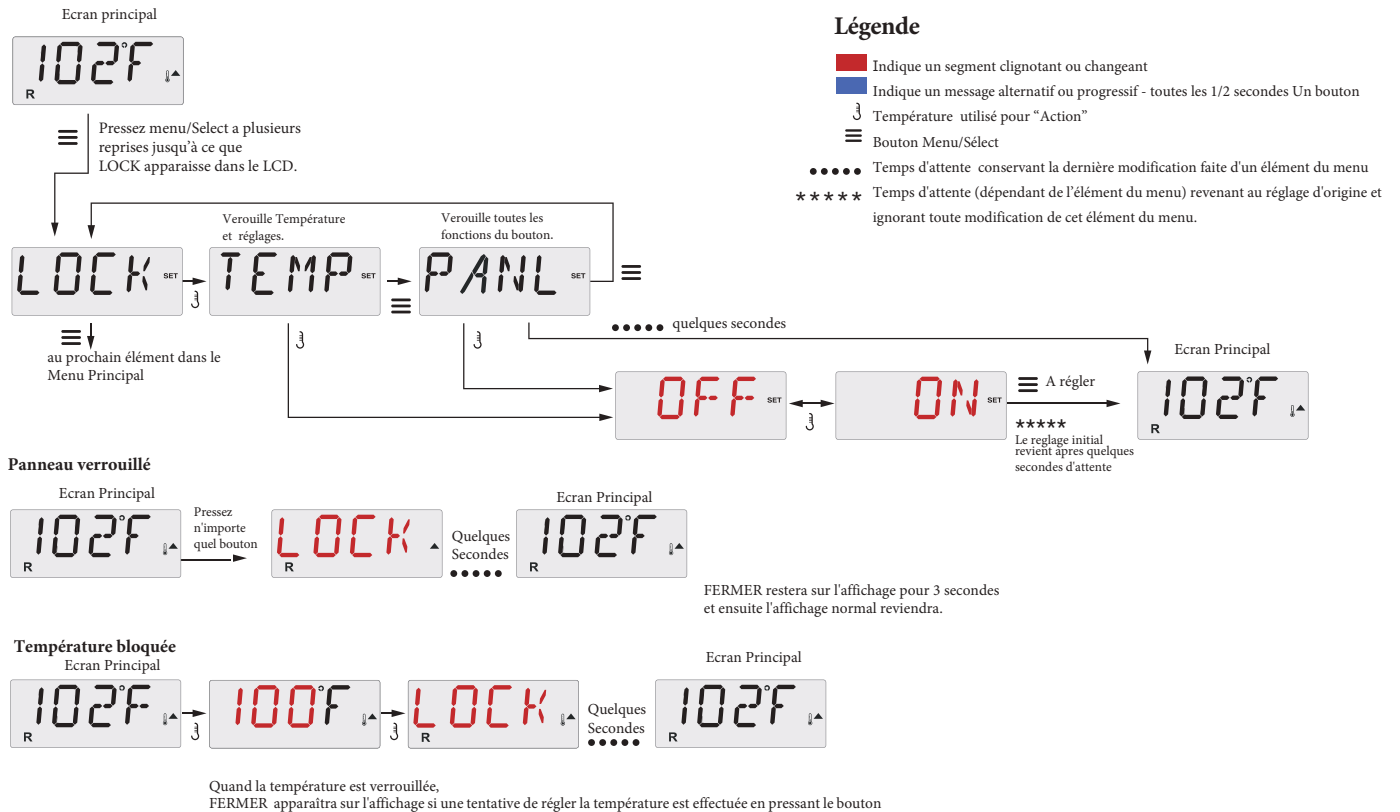 Ecran principal
102°F
R
Pressez menu/Select a plusieurs
reprises jusqu'à ce que
LOCK apparaisse dans le LCD.
Légende
Indique un segment clignotant ou changeant
Indique un message alternatif ou progressif - toutes les 1/2 secondes Un bouton
Température utilisé pour “Action”
Bouton Menu/Sélect
Temps d'attente conservant la dernière modification faite d'un élément du menu
***** Temps d'attente (dépendant de l'élément du menu) revenant au réglage d'origine et
ignorant toute modification de cet élément du menu.
Verouille Température
et réglages.
Verouille toutes les
fonctions du bouton.
LOCK SET
TEMP SET
PANL SET
au prochain élément dans le
Menu Principal
quelques secondes
OFF SET
ON SET
A régler
*****
Le reglage initial
revient apres quelques
secondes d'attente
Ecran Principal
102°F
R
Panneau verrouillé
Ecran Principal
102°F
R
Pressez
n'importe
quel bouton
LOCK
R
Quelques
Secondes
Ecran Principal
102°F
R
FERMER restera sur l'affichage pour 3 secondes
et ensuite l'affichage normal reviendra.
Température bloquée
Ecran Principal
102°F
R
100°F
LOCK
R
Quelques
Secondes
Ecran Principal
102°F
R
Quand la température est verrouillée,
FERMER apparaîtra sur l'affichage si une tentative de régler la température est effectuée en pressant le bouton